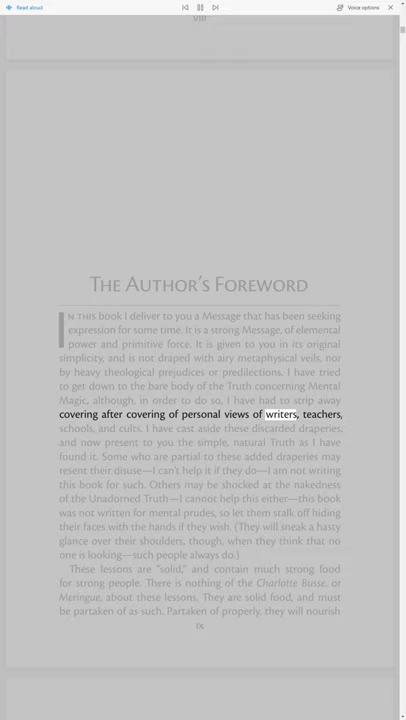 Read aloud
Voice options
viii
The Author's Foreword
In this book I deliver to you a Message that has been seeking
expression for some time. It is a strong Message, of elemental
power and primitive force. It is given to you in its original
simplicity, and is not draped with airy metaphysical veils, nor
by heavy theological prejudices or predilections. I have tried
to get down to the bare body of the Truth concerning Mental
Magic, although, in order to do so, I have had to strip away
covering after covering of personal views of writers, teachers,
schools, and cults. I have cast aside these discarded draperies,
and now present to you the simple, natural Truth as I have
found it. Some who are partial to these added draperies may
resent their disuse—I can't help it if they do—I am not writing
this book for such. Others may be shocked at the nakedness
of the Unadorned Truth—I cannot help this either—this book
was not written for mental prudes, so let them stalk off hiding
their faces with the hands if they wish. (They will sneak a hasty
glance over their shoulders, though, when they think that no
one is looking—such people always do.)
These lessons are "solid," and contain much strong food
for strong people. There is nothing of the Charlotte Busse, or
Meringue, about these lessons. They are solid food, and must
be partaken of as such. Partaken of properly, they will nourish
ix